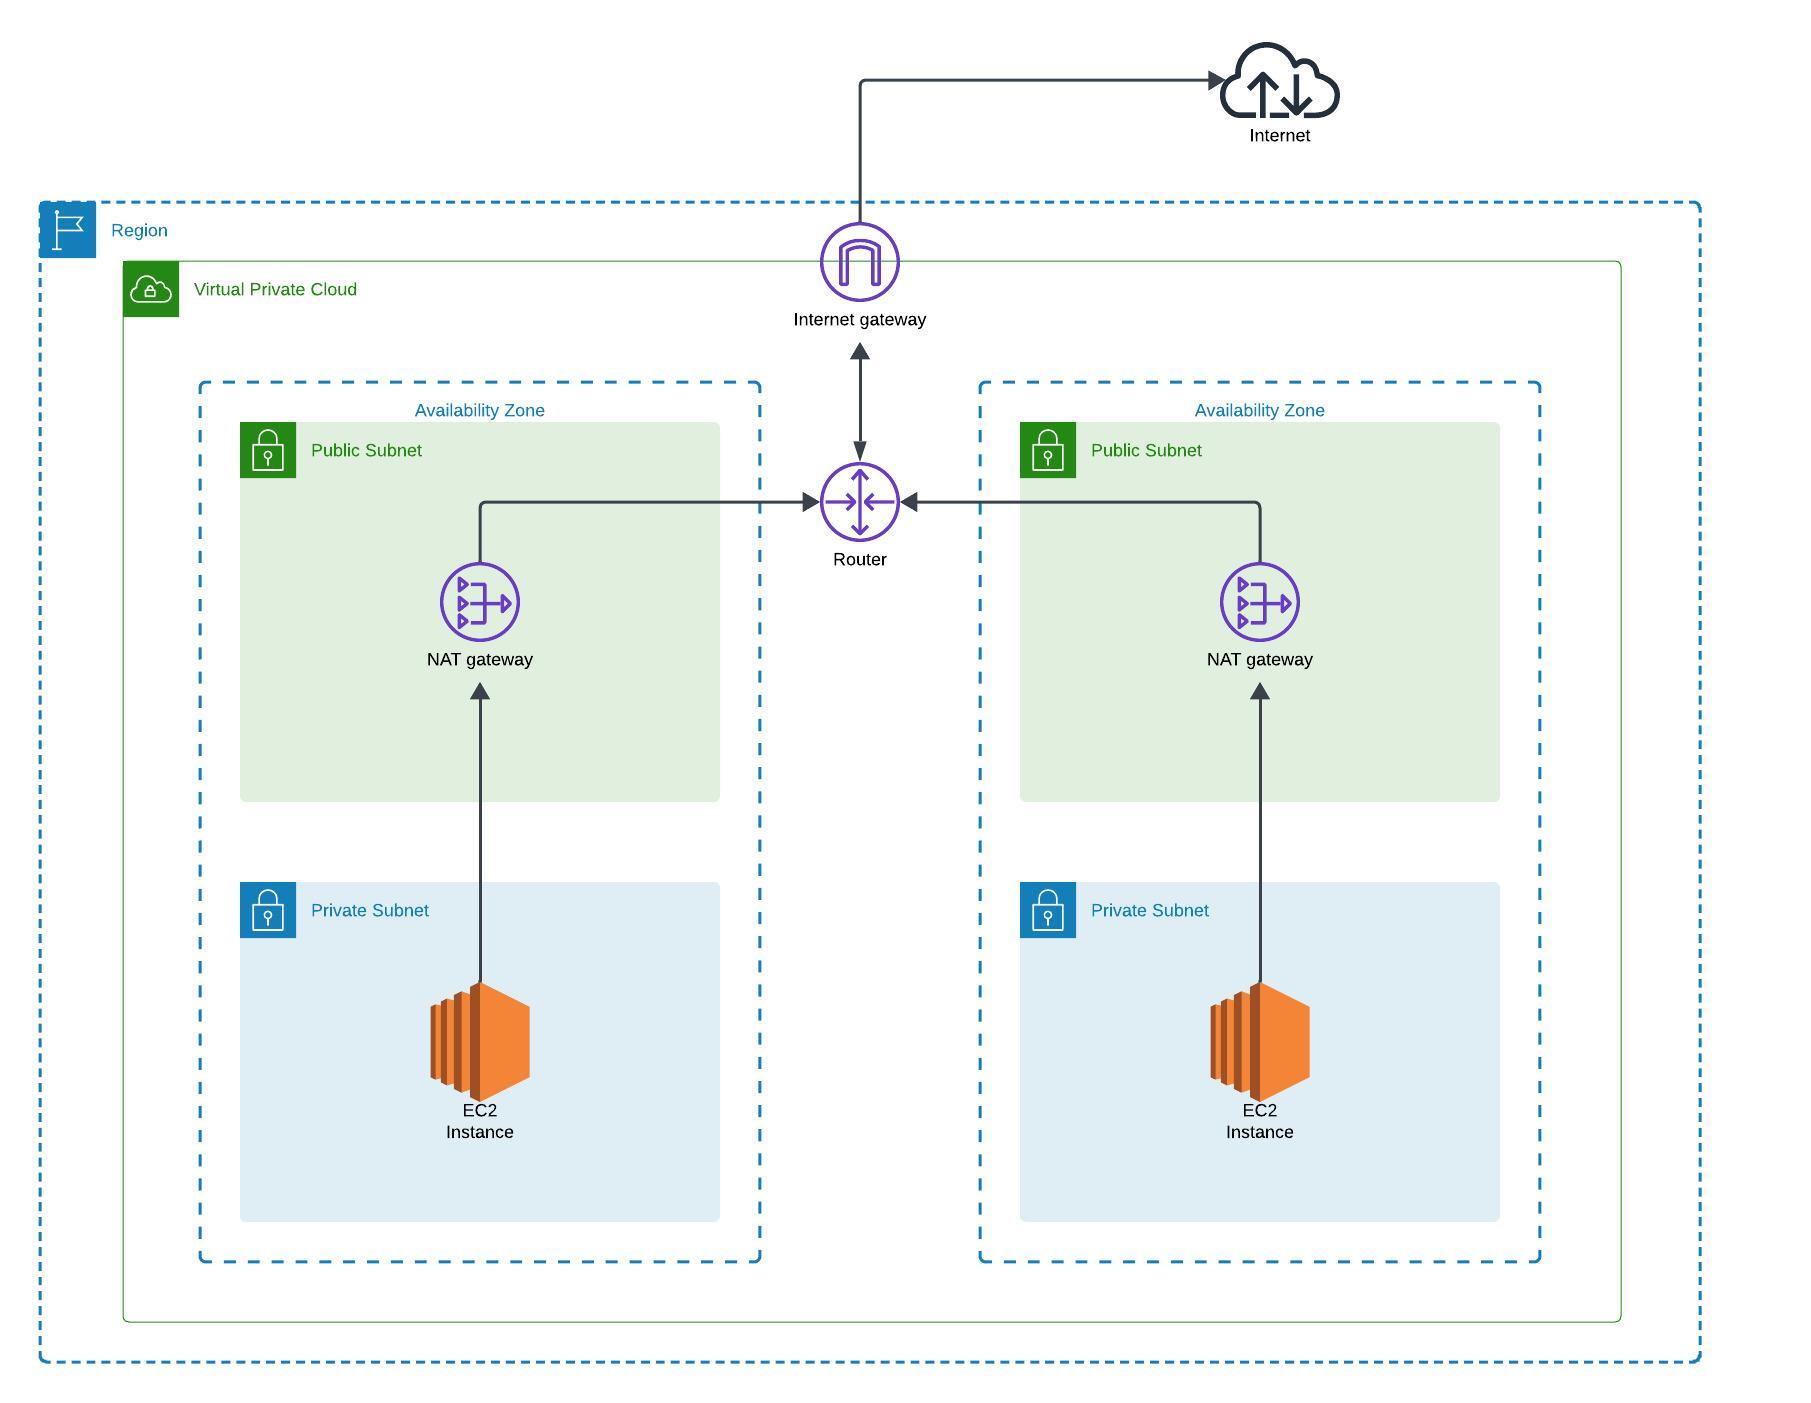 Internet
Region
Virtual Private Cloud
Internet gateway
Availability Zone
Public Subnet
NAT gateway
Private Subnet
EC2
Instance
Router
Availability Zone
Public Subnet
NAT gateway
Private Subnet
EC2
Instance